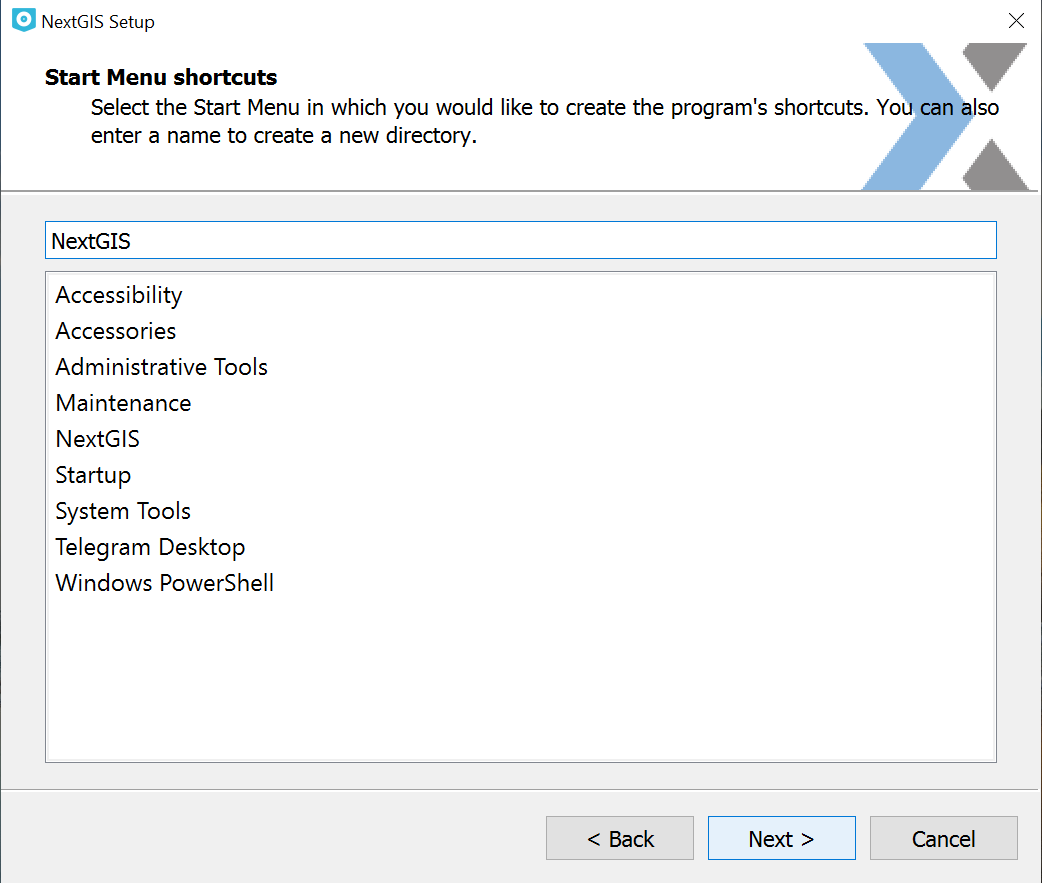 NextGIS Setup
Start Menu shortcuts
Select the Start Menu in which you would like to create the program's shortcuts. You can also
enter a name to create a new directory.
NextGIS
Accessibility
Accessories
Administrative Tools
Maintenance
NextGIS
Startup
System Tools
Telegram Desktop
Windows PowerShell
< Back
Next >
Cancel